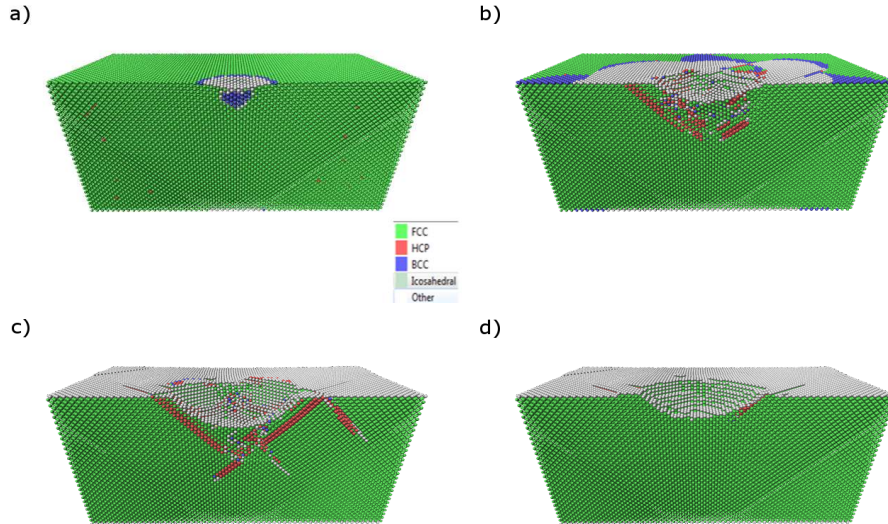 a)
b)
FCC
HCP
BCC
Icosahedral
Other
c)
d)